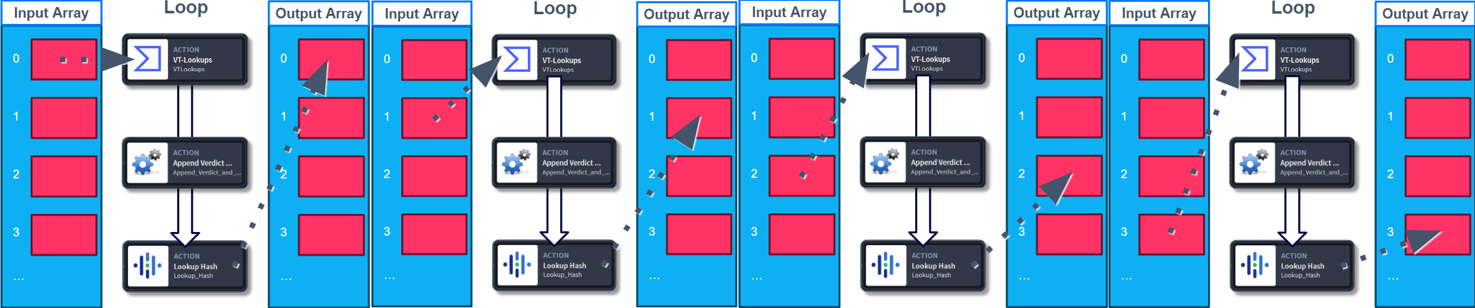 Input Array
Loop
Output Array
Input Array
Loop
Output Array
Input Array
Loop
Output Array
Input Array
Loop
Output Array
0
ACTION
VT-Lookups
VTLookups
0
0
ACTION
VT-Lookups
VTLookups
0
0
ACTION
VT-Lookups
VTLookups
0
0
ACTION
VT-Lookups
VTLookups
0
1
1
1
1
1
1
1
1
2
ACTION
Append Verdict ...
Append_Verdict_and_...
2
2
ACTION
Append Verdict ...
Append_Verdict_and_...
2
2
ACTION
Append Verdict ...
Append_Verdict_and_...
2
2
ACTION
Append Verdict ...
Append_Verdict_and_...
2
3
3
3
3
3
3
3
3
...
ACTION
Lookup Hash
Lookup_Hash
...
...
ACTION
Lookup Hash
Lookup_Hash
...
...
ACTION
Lookup Hash
Lookup_Hash
...
...
ACTION
Lookup Hash
Lookup_Hash
...